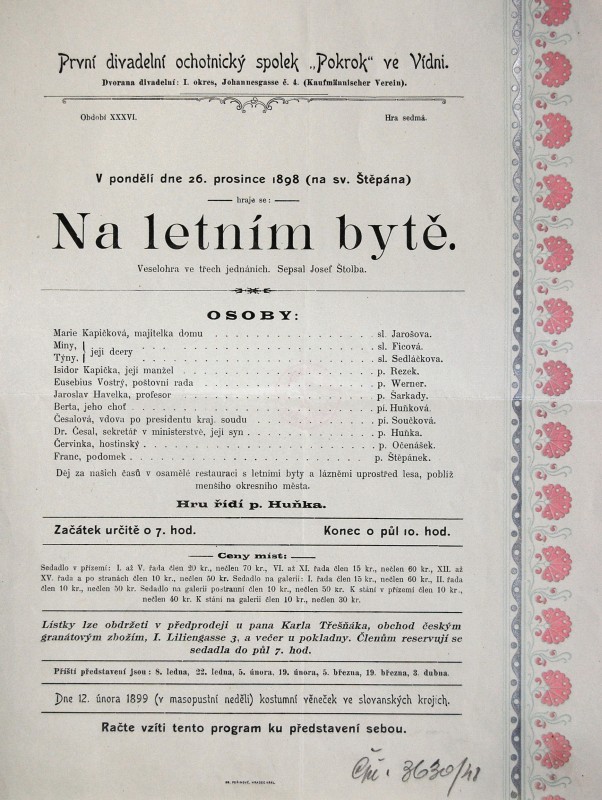 První divadelní ochotnický spolek „Pokrok“ ve Vídni.
Dvorana divadelní: I. okres, Johannesgasse č. 4. (Kaufmännischer Verein).
Období XXXVI. Hra sedmá.
V pondělí dne 26. prosince 1898 (na sv. Štěpána)
hraje se:
Na letním bytě.
Veselohra ve třech jednáních. Sepsal Josef Štolba.
OSOBY:
Marie Kapičková, majitelka domu . . . . . . . . . . . . sl. Jarošova.
Miny, } její dcery . . . . . . . . . . . . sl. Ficová.
Týny, . . . . . . . . . . . . sl. Sedláčkova.
Isidor Kapička, její manžel . . . . . . . . . . . . p. Rezek.
Eusebius Vostrý, poštovní rada . . . . . . . . . . . . p. Werner.
Jaroslav Havelka, profesor . . . . . . . . . . . . p. Šarkady.
Berta, jeho choť . . . . . . . . . . . . pí. Huňková.
Česalová, vdova po presidentu kraj. soudu . . . . . . . . . . . . pí. Součková.
Dr. Česal, sekretár v ministerstvě, její syn . . . . . . . . . . . . p. Huňka.
Červinka, hostinský . . . . . . . . . . . . p. Očenášek.
Franc, podomek . . . . . . . . . . . . p. Štěpánek.
Děj za našich časů v osamělé restauraci s letními byty a lázněmi uprostřed lesa, poblíž
menšího okresního města.
Hru řídí p. Huňka.
Začátek určitě o 7. hod. Konec o půl 10. hod.
Ceny míst:
Sedadlo v přízemí: I. až V. řada člen 20 kr., nečlen 70 kr., VI. až XI. řada člen 15 kr., nečlen 60 kr., XII. až
XV. řada a po stranách člen 10 kr., nečlen 50 kr. Sedadlo na galerii: I. řada člen 15 kr., nečlen 60 kr., II. řada
člen 10 kr., nečlen 50 kr. Sedadlo na galerii postranní člen 10 kr., nečlen 50 kr. K stání v přízemí člen 10 kr.,
nečlen 40 kr. K stání na galerii člen 10 kr., nečlen 30 kr.
Lístky lze obdržeti v předprodeji u pana Karla Třešňáka, obchod českým
granátovým zbožím, I. Liliengasse 3, a večer u pokladny. Členům reservují se
sedadla do půl 7. hod.
Příští představení jsou: 8. ledna, 22. ledna, 5. února, 19. února, 5. března, 19. března, 3. dubna.
Dne 12. února 1899 (v masopustní neděli) kostumní věneček ve slovanských krojích.
Račte vzíti tento program ku představení sebou.
3630/41